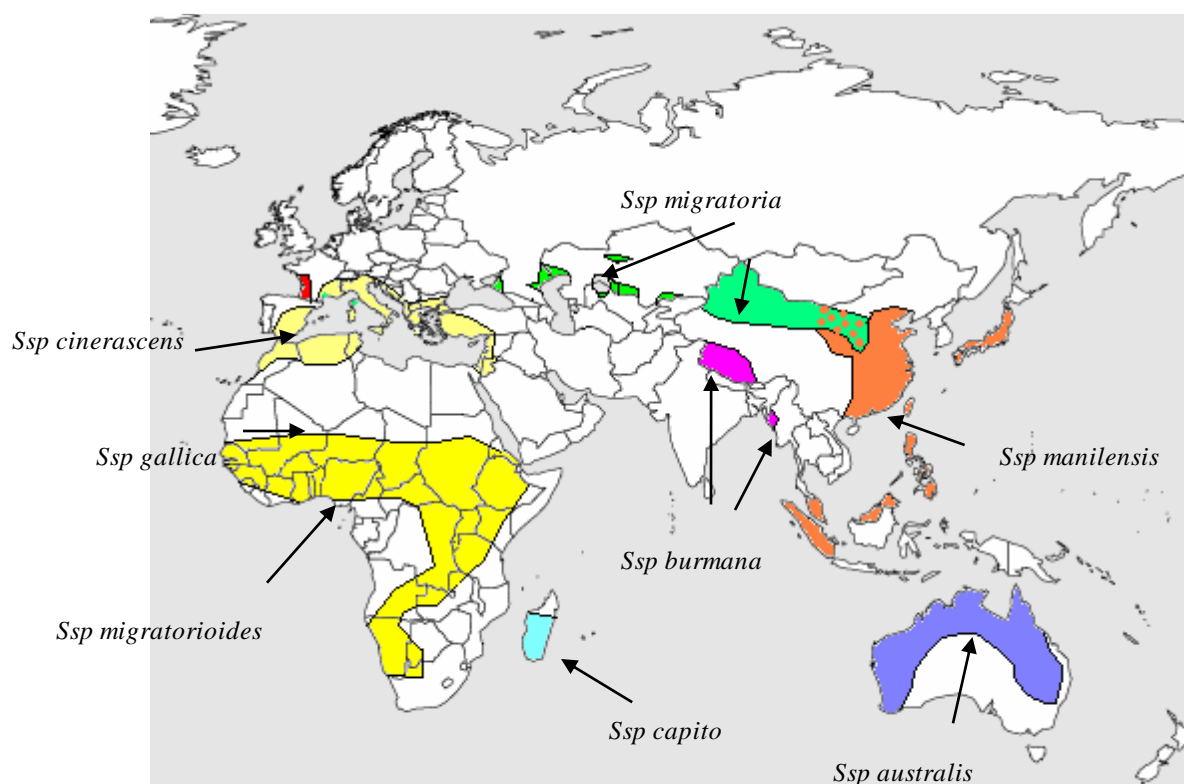 Ssp migratoria
Ssp cinerascens
Ssp gallica
Ssp manilensis
Ssp burmana
Ssp migratorioides
Ssp capito
Ssp australis